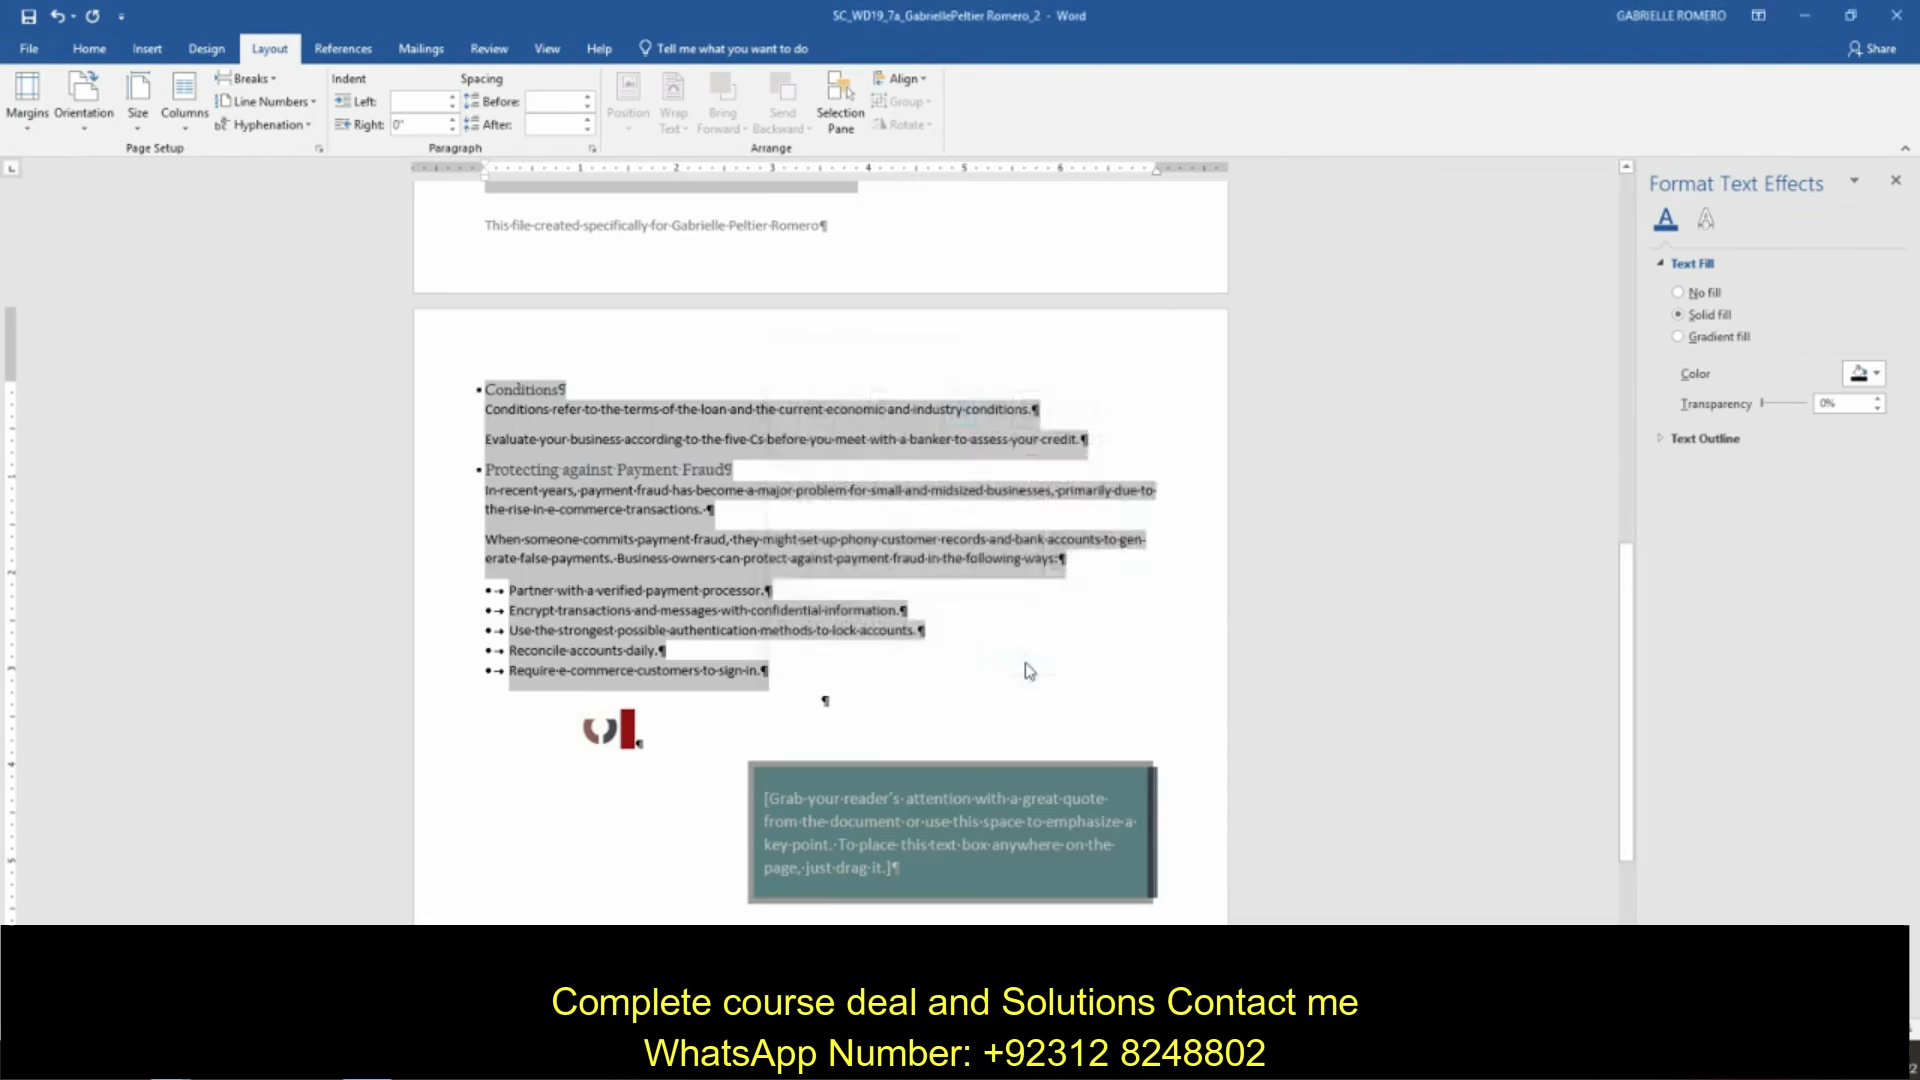 SC_WD19_7a_GabriellePeltier Romero_2 - Word
GABRIELLE ROMERO
File Home Insert Design Layout References Mailings Review View Help Tell me what you want to do
Share
Margins Orientation Size Columns
Breaks
Line Numbers
Hyphenation
Page Setup
Indent
Left:
Right: 0"
Spacing
Before:
After:
Paragraph
Position
Wrap Text
Bring Forward
Send Backward
Selection Pane
Align
Group
Rotate
Arrange
1 2 3 4 5 6
This file created specifically for Gabrielle Peltier Romero¶
Conditions¶
Conditions refer to the terms of the loan and the current economic and industry conditions.¶
Evaluate your business according to the five Cs before you meet with a banker to assess your credit.¶
Protecting against Payment Fraud¶
In recent years, payment fraud has become a major problem for small and midsized businesses, primarily due to
the rise in e-commerce transactions. ¶
When someone commits payment fraud, they might set up phony customer records and bank accounts to gen-
erate false payments. Business owners can protect against payment fraud in the following ways:¶
• → Partner with a verified payment processor.¶
• → Encrypt transactions and messages with confidential information.¶
• → Use the strongest possible authentication methods to lock accounts.¶
• → Reconcile accounts daily.¶
• → Require e-commerce customers to sign in.¶
¶
¶
[Grab your reader's attention with a great quote
from the document or use this space to emphasize a
key point. To place this text box anywhere on the
page, just drag it.]¶
Format Text Effects
Text Fill
No fill
Solid fill
Gradient fill
Color
Transparency 0%
Text Outline
Complete course deal and Solutions Contact me
WhatsApp Number: +92312 8248802